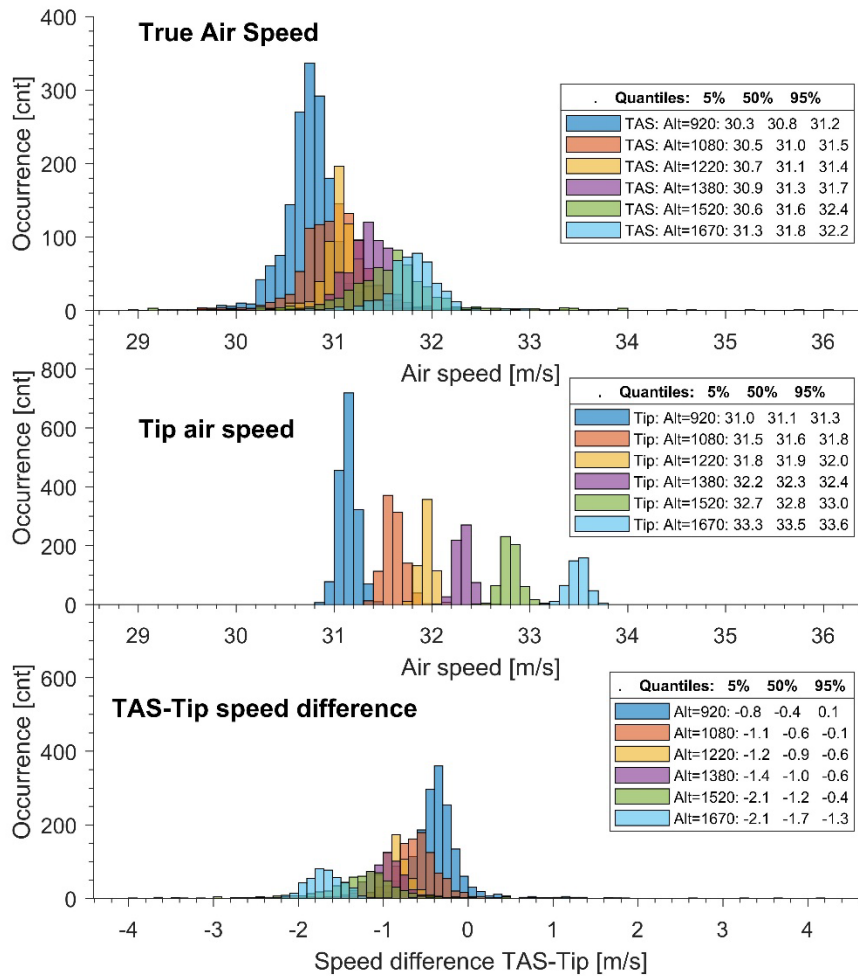 True Air Speed
Occurrence [cnt]
400
300
200
100
0
. Quantiles: 5% 50% 95%
TAS: Alt=920: 30.3 30.8 31.2
TAS: Alt=1080: 30.5 31.0 31.5
TAS: Alt=1220: 30.7 31.1 31.4
TAS: Alt=1380: 30.9 31.3 31.7
TAS: Alt=1520: 30.6 31.6 32.4
TAS: Alt=1670: 31.3 31.8 32.2
29 30 31 32 33 34 35 36
Air speed [m/s]
Tip air speed
Occurrence [cnt]
800
600
400
200
0
. Quantiles: 5% 50% 95%
Tip: Alt=920: 31.0 31.1 31.3
Tip: Alt=1080: 31.5 31.6 31.8
Tip: Alt=1220: 31.8 31.9 32.0
Tip: Alt=1380: 32.2 32.3 32.4
Tip: Alt=1520: 32.7 32.8 33.0
Tip: Alt=1670: 33.3 33.5 33.6
29 30 31 32 33 34 35 36
Air speed [m/s]
TAS-Tip speed difference
Occurrence [cnt]
600
400
200
0
. Quantiles: 5% 50% 95%
Alt=920: -0.8 -0.4 0.1
Alt=1080: -1.1 -0.6 -0.1
Alt=1220: -1.2 -0.9 -0.6
Alt=1380: -1.4 -1.0 -0.6
Alt=1520: -2.1 -1.2 -0.4
Alt=1670: -2.1 -1.7 -1.3
-4 -3 -2 -1 0 1 2 3 4
Speed difference TAS-Tip [m/s]